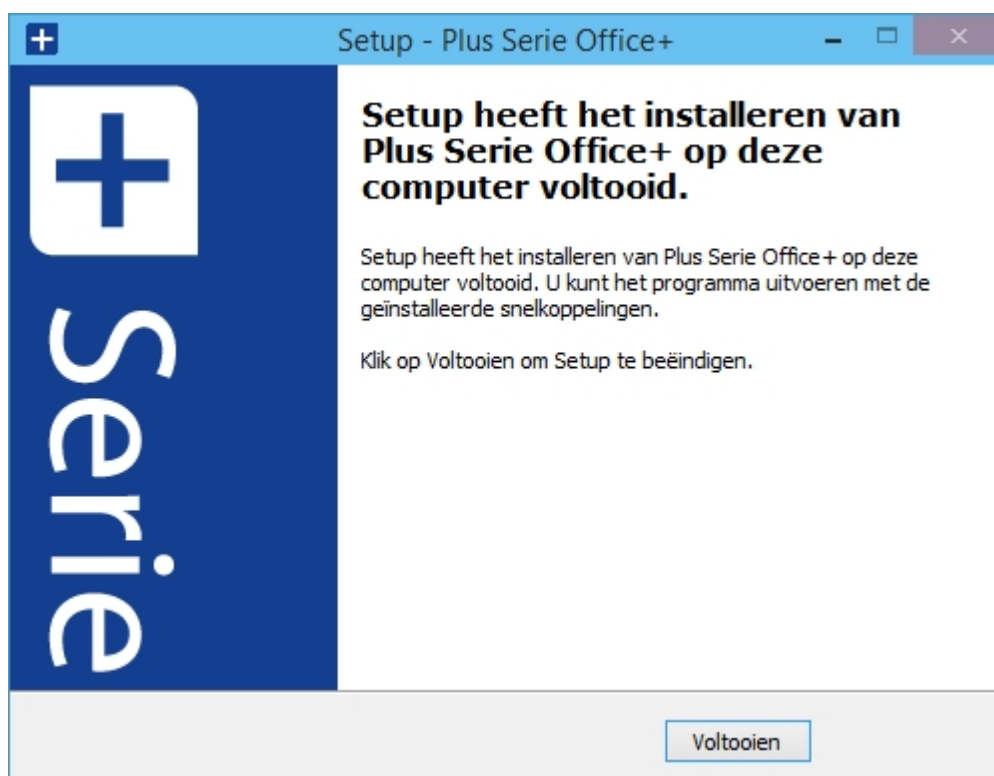 Setup - Plus Serie Office+
Serie
Setup heeft het installeren van
Plus Serie Office+ op deze
computer voltooid.
Setup heeft het installeren van Plus Serie Office+ op deze
computer voltooid. U kunt het programma uitvoeren met de
geïnstalleerde snelkoppelingen.
Klik op Voltooien om Setup te beëindigen.
Voltooien